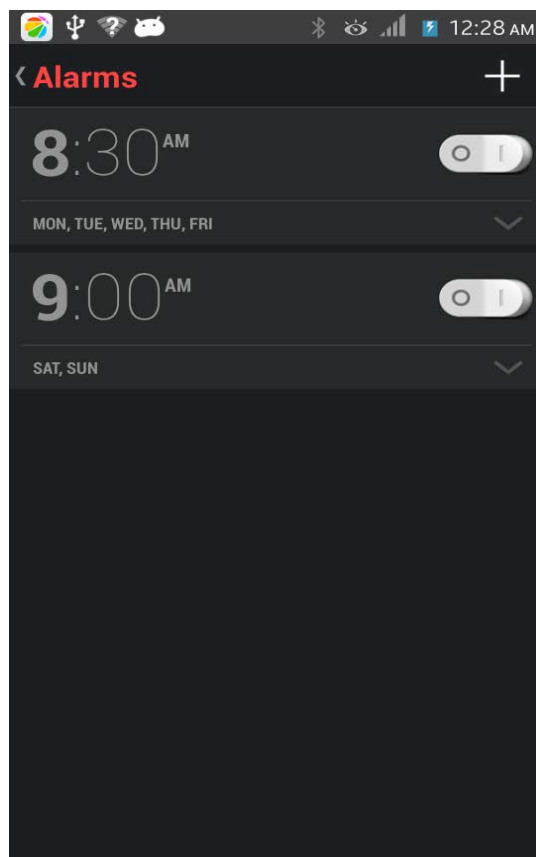 12:28 AM
Alarms
8:30 AM
MON, TUE, WED, THU, FRI
9:00 AM
SAT, SUN